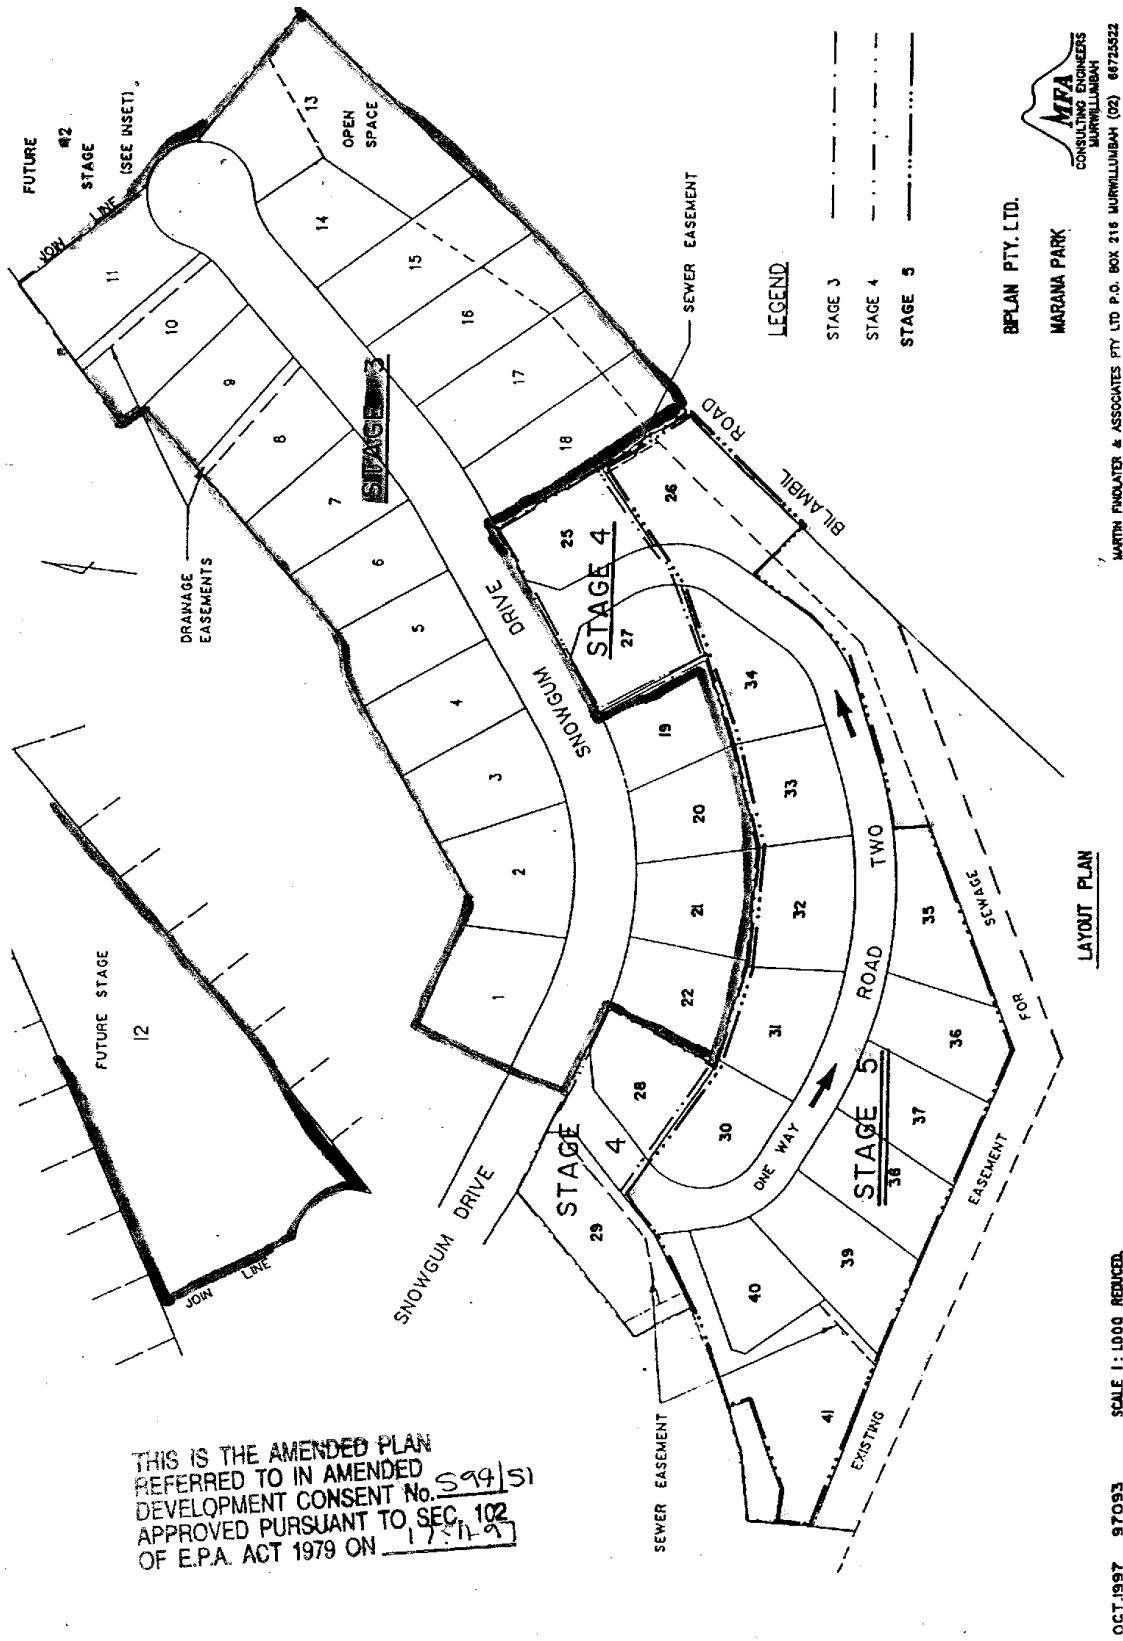 FUTURE
#2
STAGE
(SEE INSET)
JOIN LINE
11
10
9
8
7
6
5
4
3
2
1
13
OPEN
SPACE
14
15
16
17
18
STAGE 3
DRAINAGE
EASEMENTS
SNOWGUM DRIVE
SEWER EASEMENT
BILAMBIL ROAD
25
26
STAGE 4
27
19
20
21
22
34
33
32
31
30
28
STAGE 4
29
ROAD TWO
ONE WAY
STAGE 5
35
36
37
38
39
40
41
EXISTING EASEMENT FOR SEWAGE
SEWER EASEMENT
SNOWGUM DRIVE
FUTURE STAGE
12
JOIN LINE
LEGEND
STAGE 3
STAGE 4
STAGE 5
BIPLAN PTY. LTD.
MARANA PARK
MFA
CONSULTING ENGINEERS
MURWILLUMBAH
MARTIN FINDLATER & ASSOCIATES PTY LTD P.O. BOX 216 MURWILLUMBAH (02) 66725522
LAYOUT PLAN
THIS IS THE AMENDED PLAN
REFERRED TO IN AMENDED
DEVELOPMENT CONSENT No. S94/51
APPROVED PURSUANT TO SEC. 102
OF E.P.A. ACT 1979 ON 17.11.97
OCT.1997 97093 SCALE 1:1000 REDUCED.